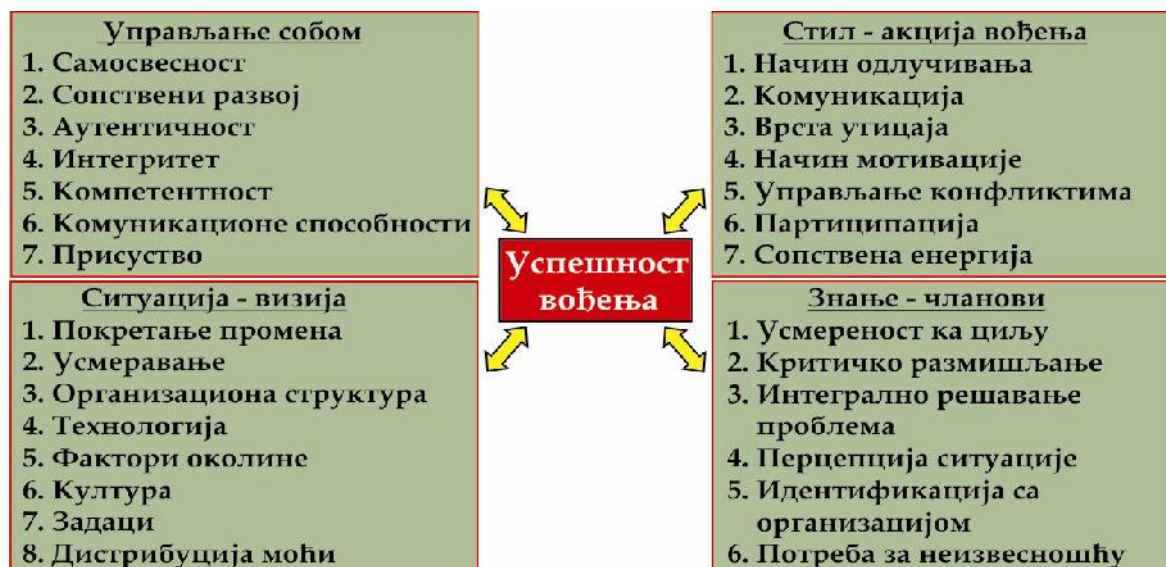 Управљање собом
1. Самосвесност
2. Сопствени развој
3. Аутентичност
4. Интегритет
5. Компетентност
6. Комуникационе способности
7. Присуство
Стил - акција вођења
1. Начин одлучивања
2. Комуникација
3. Врста утицаја
4. Начин мотивације
5. Управљање конфликтима
6. Партиципација
7. Сопствена енергија
Успешност
вођења
Ситуација - визија
1. Покретање промена
2. Усмеравање
3. Организациона структура
4. Технологија
5. Фактори околине
6. Култура
7. Задаци
8. Дистрибуција моћи
Знање - чланови
1. Усмереност ка циљу
2. Критичко размишљање
3. Интегрално решавање
проблема
4. Перцепција ситуације
5. Идентификација са
организацијом
6. Потреба за неизвесношћу